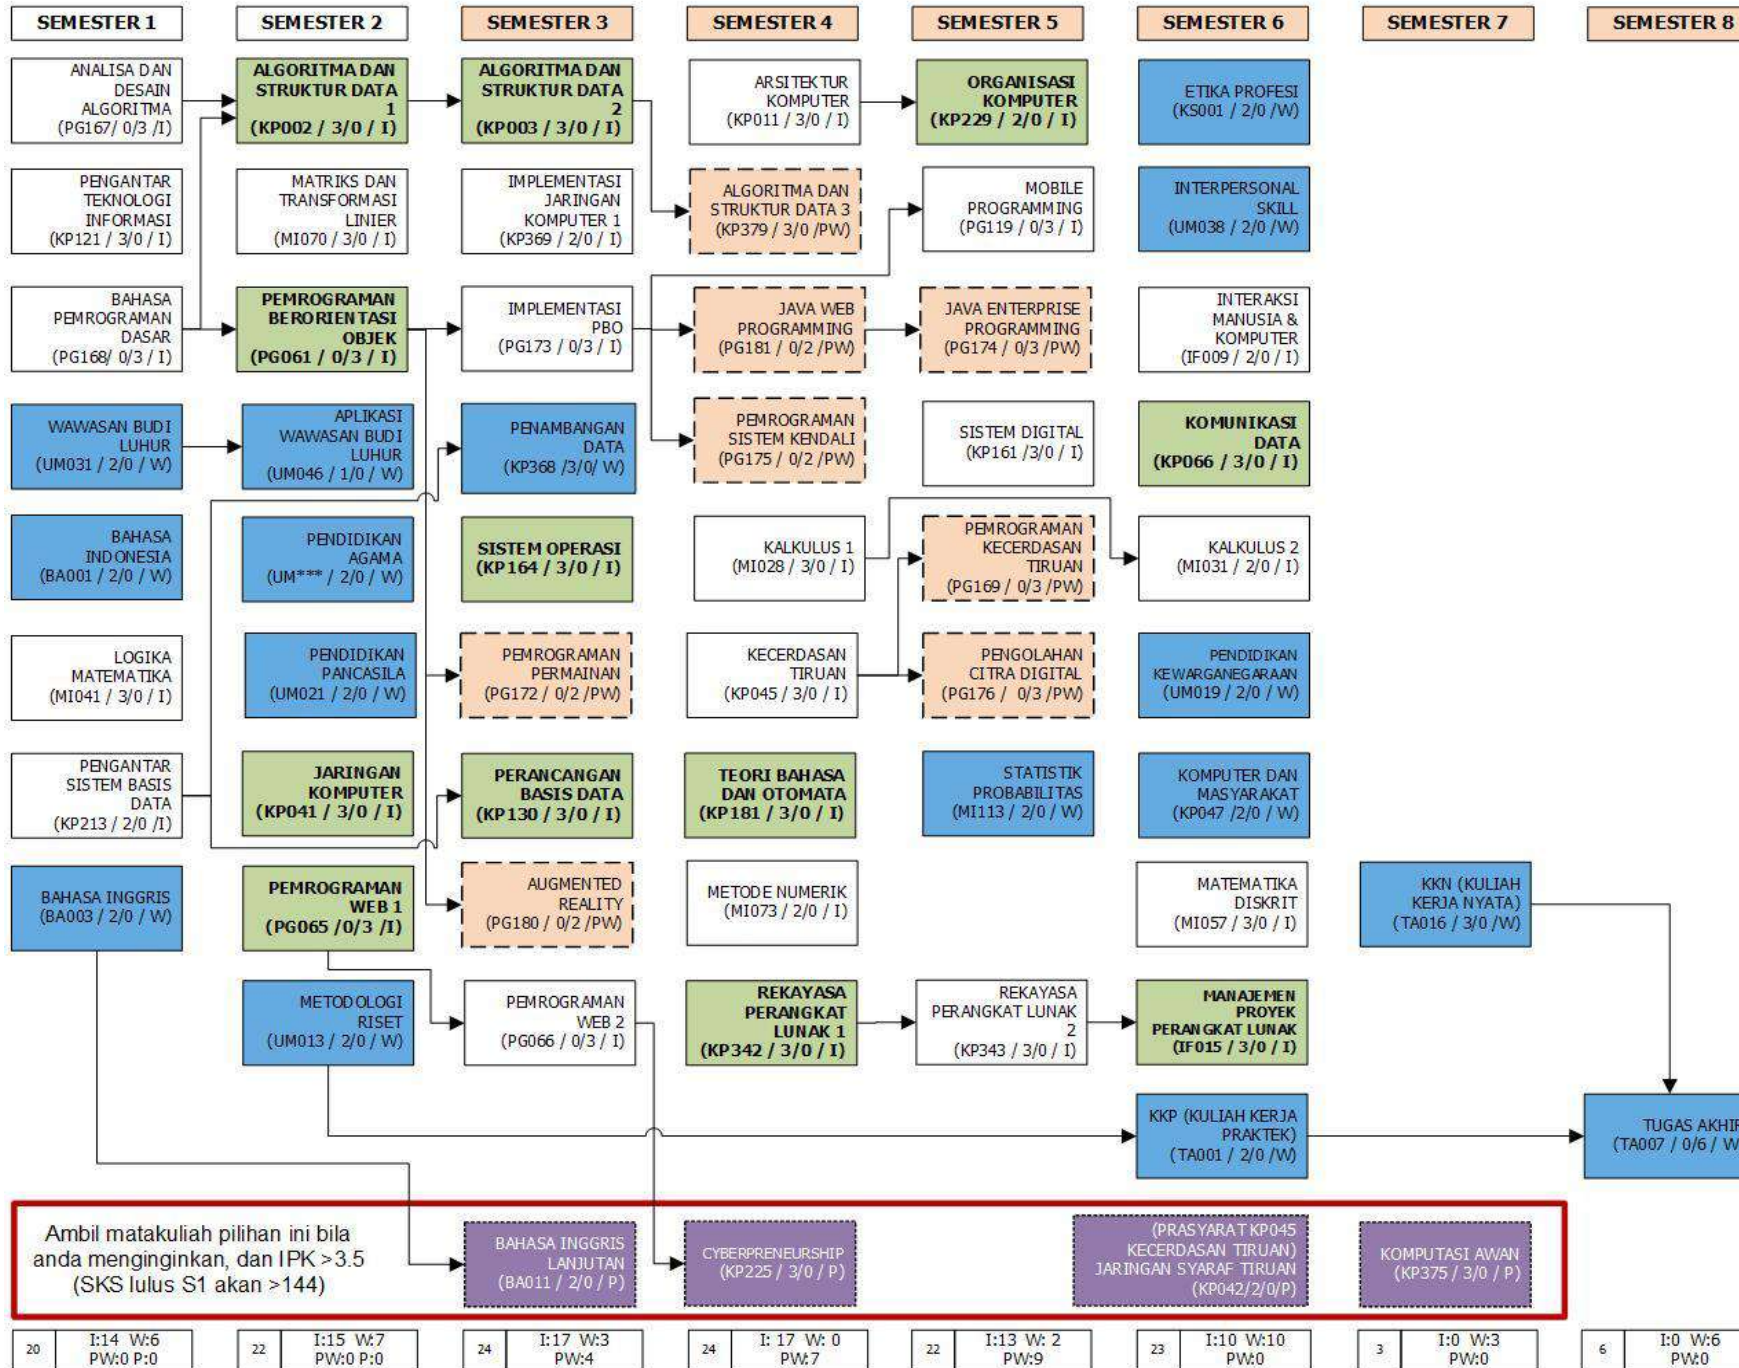 SEMESTER 1
SEMESTER 2
SEMESTER 3
SEMESTER 4
SEMESTER 5
SEMESTER 6
SEMESTER 7
SEMESTER 8
ANALISA DAN
DESAIN
ALGORITMA
(PG167/ 0/3 /I)
ALGORITMA DAN
STRUKTUR DATA
1
(KP002 / 3/0 / I)
ALGORITMA DAN
STRUKTUR DATA
2
(KP003 / 3/0 / I)
ARSITEKTUR
KOMPUTER
(KP011 / 3/0 / I)
ORGANISASI
KOMPUTER
(KP229 / 2/0 / I)
ETIKA PROFESI
(KS001 / 2/0 /W)
PENGANTAR
TEKNOLOGI
INFORMASI
(KP121 / 3/0 / I)
MATRIKS DAN
TRANSFORMASI
LINIER
(MI070 / 3/0 / I)
IMPLEMENTASI
JARINGAN
KOMPUTER 1
(KP369 / 2/0 / I)
ALGORITMA DAN
STRUKTUR DATA 3
(KP379 / 3/0 /PW)
MOBILE
PROGRAMMING
(PG119 / 0/3 / I)
INTERPERSONAL
SKILL
(UM038 / 2/0 /W)
BAHASA
PEMROGRAMAN
DASAR
(PG168/ 0/3 / I)
PEMROGRAMAN
BERORIENTASI
OBJEK
(PG061 / 0/3 / I)
IMPLEMENTASI
PBO
(PG173 / 0/3 / I)
JAVA WEB
PROGRAMMING
(PG181 / 0/2 /PW)
JAVA ENTERPRISE
PROGRAMMING
(PG174 / 0/3 /PW)
INTERAKSI
MANUSIA &
KOMPUTER
(IF009 / 2/0 / I)
WAWASAN BUDI
LUHUR
(UM031 / 2/0 / W)
APLIKASI
WAWASAN BUDI
LUHUR
(UM046 / 1/0 / W)
PENAMBANGAN
DATA
(KP368 /3/0/ W)
PEMROGRAMAN
SISTEM KENDALI
(PG175 / 0/2 /PW)
SISTEM DIGITAL
(KP161 /3/0 / I)
KOMUNIKASI
DATA
(KP066 / 3/0 / I)
BAHASA
INDONESIA
(BA001 / 2/0 / W)
PENDIDIKAN
AGAMA
(UM*** / 2/0 / W)
SISTEM OPERASI
(KP164 / 3/0 / I)
KALKULUS 1
(MI028 / 3/0 / I)
PEMROGRAMAN
KECERDASAN
TIRUAN
(PG169 / 0/3 /PW)
KALKULUS 2
(MI031 / 2/0 / I)
LOGIKA
MATEMATIKA
(MI041 / 3/0 / I)
PENDIDIKAN
PANCASILA
(UM021 / 2/0 / W)
PEMROGRAMAN
PERMAINAN
(PG172 / 0/2 /PW)
KECERDASAN
TIRUAN
(KP045 / 3/0 / I)
PENGOLAHAN
CITRA DIGITAL
(PG176 / 0/3 /PW)
PENDIDIKAN
KEWARGANEGARAAN
(UM019 / 2/0 / W)
PENGANTAR
SISTEM BASIS
DATA
(KP213 / 2/0 /I)
JARINGAN
KOMPUTER
(KP041 / 3/0 / I)
PERANCANGAN
BASIS DATA
(KP130 / 3/0 / I)
TEORI BAHASA
DAN OTOMATA
(KP181 / 3/0 / I)
STATISTIK
PROBABILITAS
(MI113 / 2/0 / W)
KOMPUTER DAN
MASYARAKAT
(KP047 /2/0 / W)
BAHASA INGGRIS
(BA003 / 2/0 / W)
PEMROGRAMAN
WEB 1
(PG065 /0/3 /I)
AUGMENTED
REALITY
(PG180 / 0/2 /PW)
METODE NUMERIK
(MI073 / 2/0 / I)
MATEMATIKA
DISKRIT
(MI057 / 3/0 / I)
KKN (KULIAH
KERJA NYATA)
(TA016 / 3/0 /W)
METODOLOGI
RISET
(UM013 / 2/0 / W)
PEMROGRAMAN
WEB 2
(PG066 / 0/3 / I)
REKAYASA
PERANGKAT
LUNAK 1
(KP342 / 3/0 / I)
REKAYASA
PERANGKAT LUNAK
2
(KP343 / 3/0 / I)
MANAJEMEN
PROYEK
PERANGKAT LUNAK
(IF015 / 3/0 / I)
KKP (KULIAH KERJA
PRAKTEK)
(TA001 / 2/0 /W)
TUGAS AKHIR
(TA007 / 0/6 / W
Ambil matakuliah pilihan ini bila
anda menginginkan, dan IPK >3.5
(SKS lulus S1 akan >144)
BAHASA INGGRIS
LANJUTAN
(BA011 / 2/0 / P)
CYBERPRENEURSHIP
(KP225 / 3/0 / P)
(PRASYARAT KP045
KECERDASAN TIRUAN)
JARINGAN SYARAF TIRUAN
(KP042/2/0/P)
KOMPUTASI AWAN
(KP375 / 3/0 / P)
20
I:14 W:6
PW:0 P:0
22
I:15 W:7
PW:0 P:0
24
I:17 W:3
PW:4
24
I: 17 W: 0
PW:7
22
I:13 W: 2
PW:9
23
I:10 W:10
PW:0
3
I:0 W:3
PW:0
6
I:0 W:6
PW:0